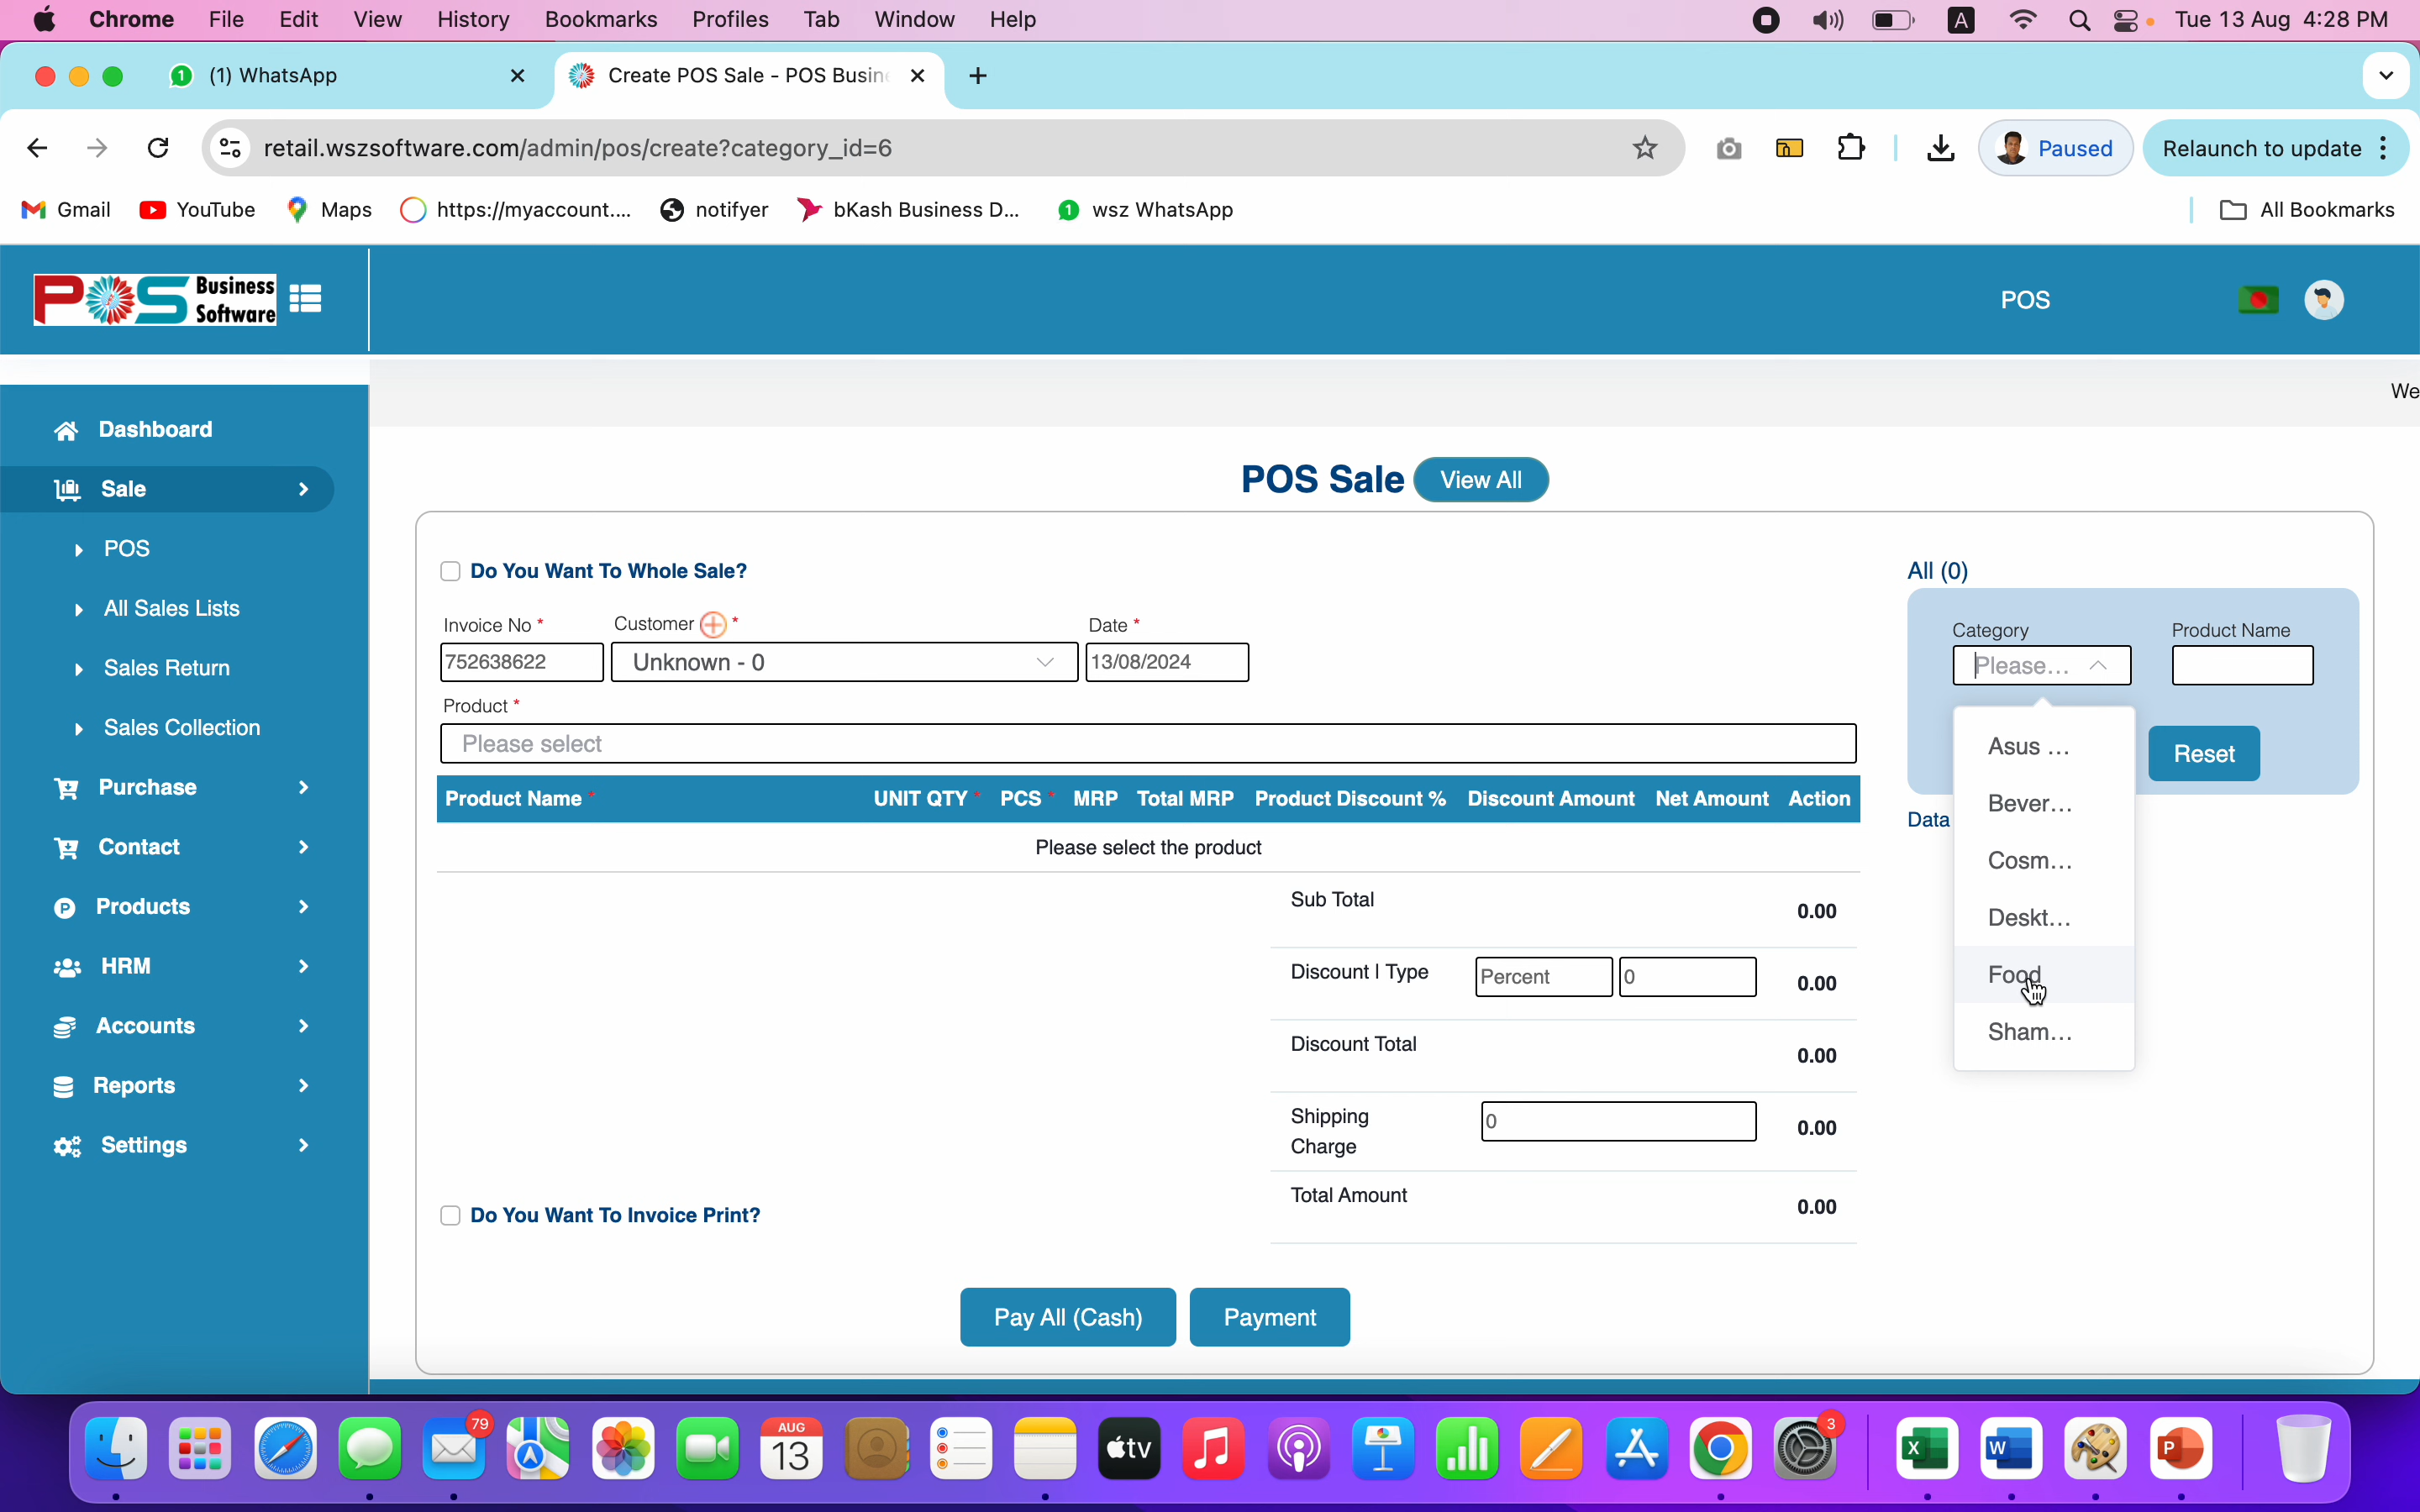 Chrome File Edit View History Bookmarks Profiles Tab Window Help A Tue 13 Aug 4:28 PM
1 (1) WhatsApp Create POS Sale - POS Busin
retail.wszsoftware.com/admin/pos/create?category_id=6 Paused Relaunch to update
Gmail YouTube Maps https://myaccount.... notifyer bKash Business D... 1 wsz WhatsApp All Bookmarks
POS Business Software
POS
We
Dashboard
Sale
POS
All Sales Lists
Sales Return
Sales Collection
Purchase
Contact
Products
HRM
Accounts
Reports
Settings
POS Sale View All
Do You Want To Whole Sale?
Invoice No * Customer * Date *
752638622 Unknown - 0 13/08/2024
Product *
Please select
Product Name * UNIT QTY * PCS * MRP Total MRP Product Discount % Discount Amount Net Amount Action
Please select the product
Sub Total 0.00
Discount | Type Percent 0 0.00
Discount Total 0.00
Shipping Charge 0 0.00
Total Amount 0.00
Do You Want To Invoice Print?
Pay All (Cash) Payment
All (0)
Category Product Name
Please...
Reset
Data
Asus ...
Bever...
Cosm...
Deskt...
Food
Sham...
79 AUG 13 tv 3 X W P